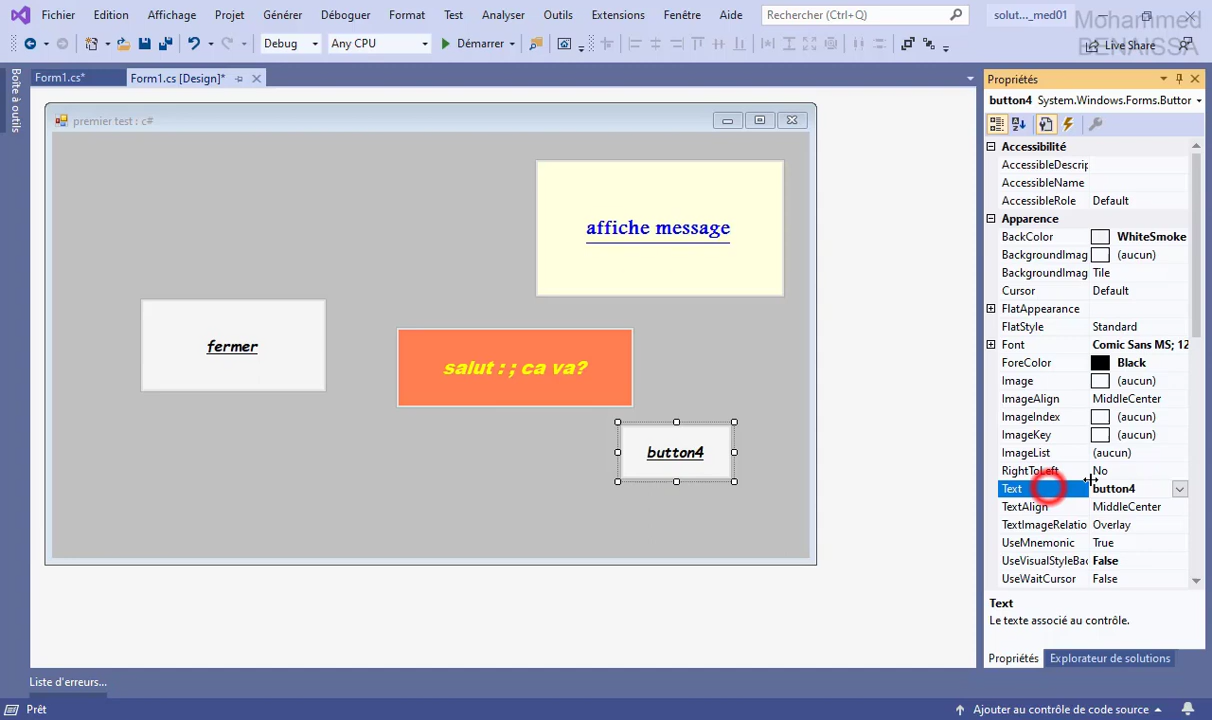 Fichier Edition Affichage Projet Générer Déboguer Format Test Analyser Outils Extensions Fenêtre Aide Rechercher (Ctrl+Q) solut..._med01
Mohammed
BENAISSA
Debug Any CPU Démarrer Live Share
Boîte à outils
Form1.cs* Form1.cs [Design]*
premier test : c#
affiche message
fermer
salut : ; ca va?
button4
Propriétés
button4 System.Windows.Forms.Buttor
Accessibilité
AccessibleDescrip
AccessibleName
AccessibleRole Default
Apparence
BackColor WhiteSmoke
BackgroundImag (aucun)
BackgroundImag Tile
Cursor Default
FlatAppearance
FlatStyle Standard
Font Comic Sans MS; 12
ForeColor Black
Image (aucun)
ImageAlign MiddleCenter
ImageIndex (aucun)
ImageKey (aucun)
ImageList (aucun)
RightToLeft No
Text button4
TextAlign MiddleCenter
TextImageRelatio Overlay
UseMnemonic True
UseVisualStyleBac False
UseWaitCursor False
Text
Le texte associé au contrôle.
Propriétés Explorateur de solutions
Liste d'erreurs...
Prêt Ajouter au contrôle de code source